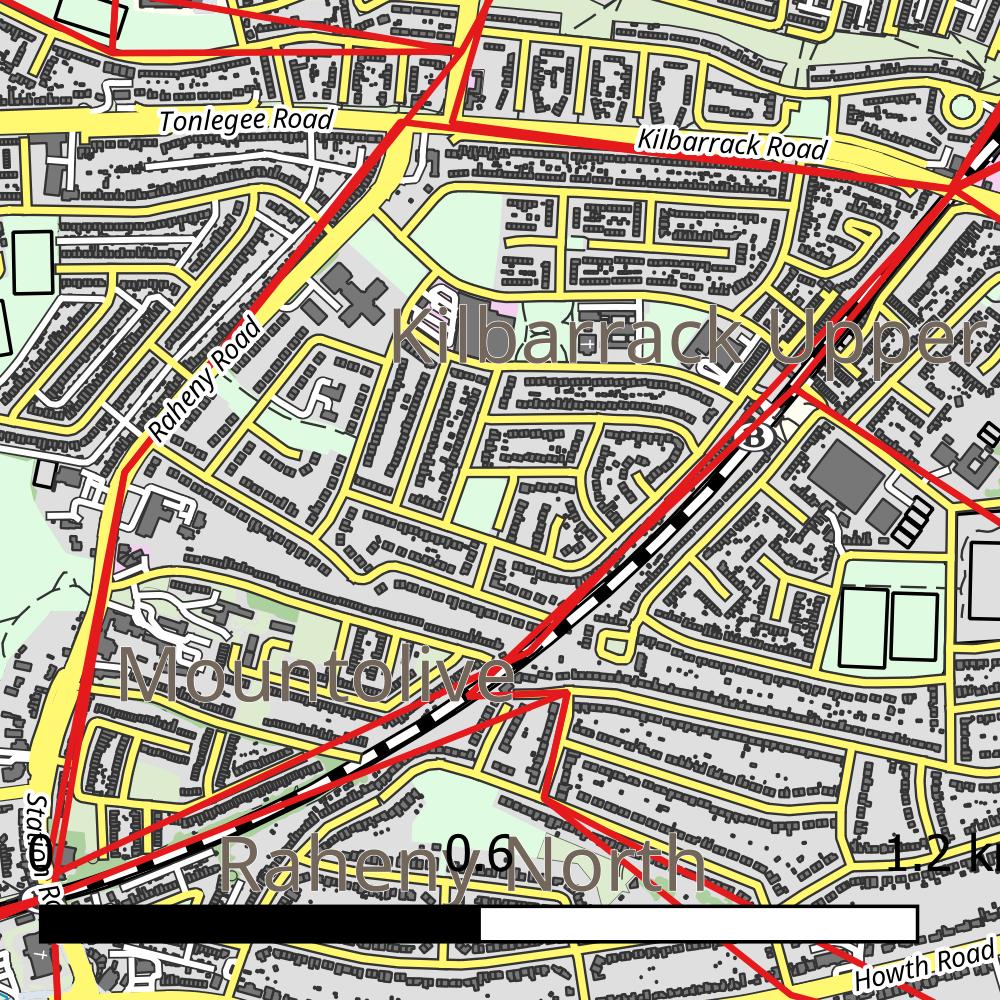 Tonlegee Road
Kilbarrack Road
Kilbarrack Upper
Raheny Road
Mountolive
Raheny North
0
0.6
Howth Road